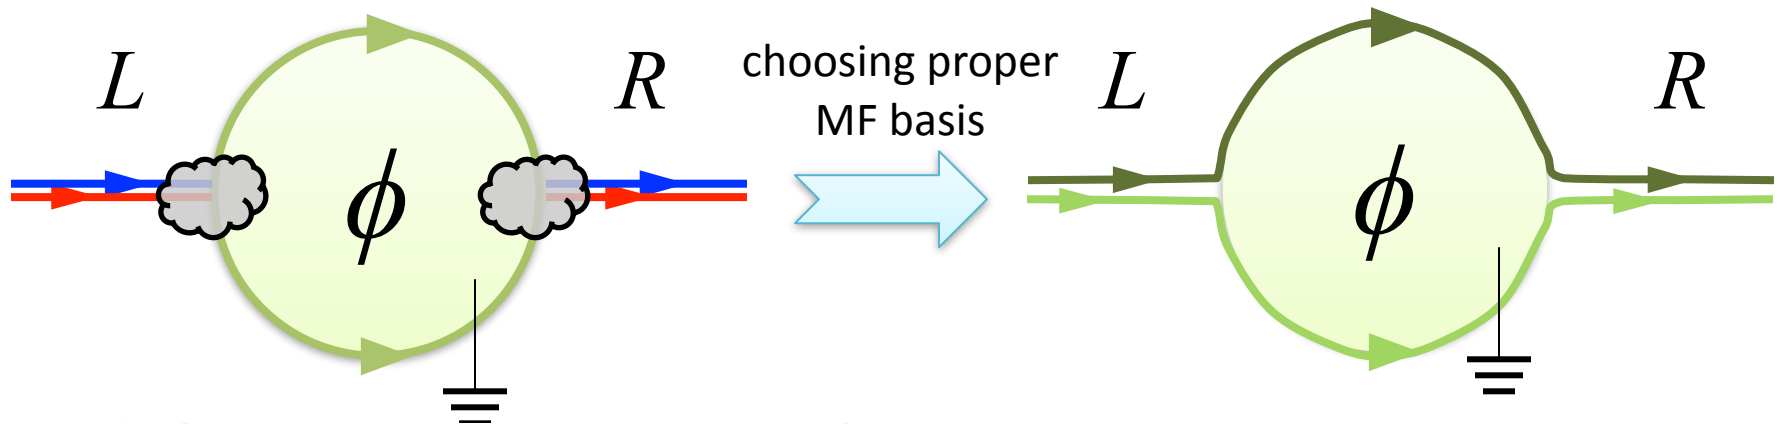 L
R
ϕ
choosing proper
MF basis
L
R
ϕ